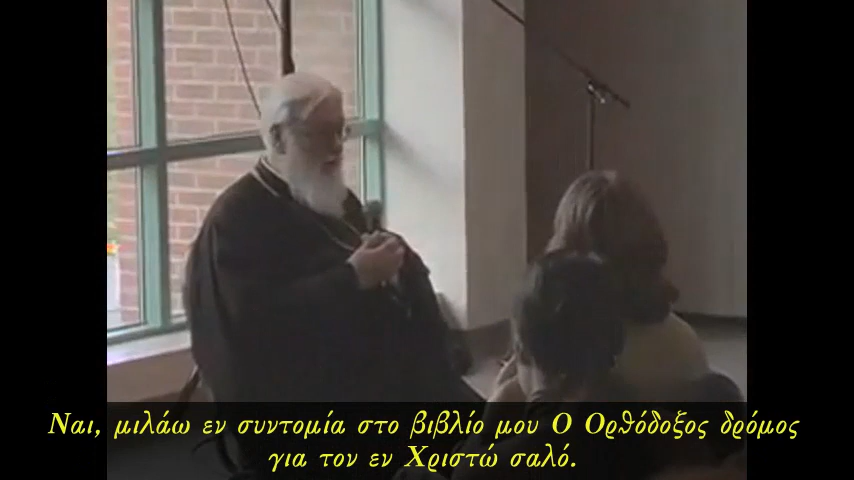 Ναι, μιλάω εν συντομία στο βιβλίο μου Ο Ορθόδοξος δρόμος
για τον εν Χριστώ σαλό.